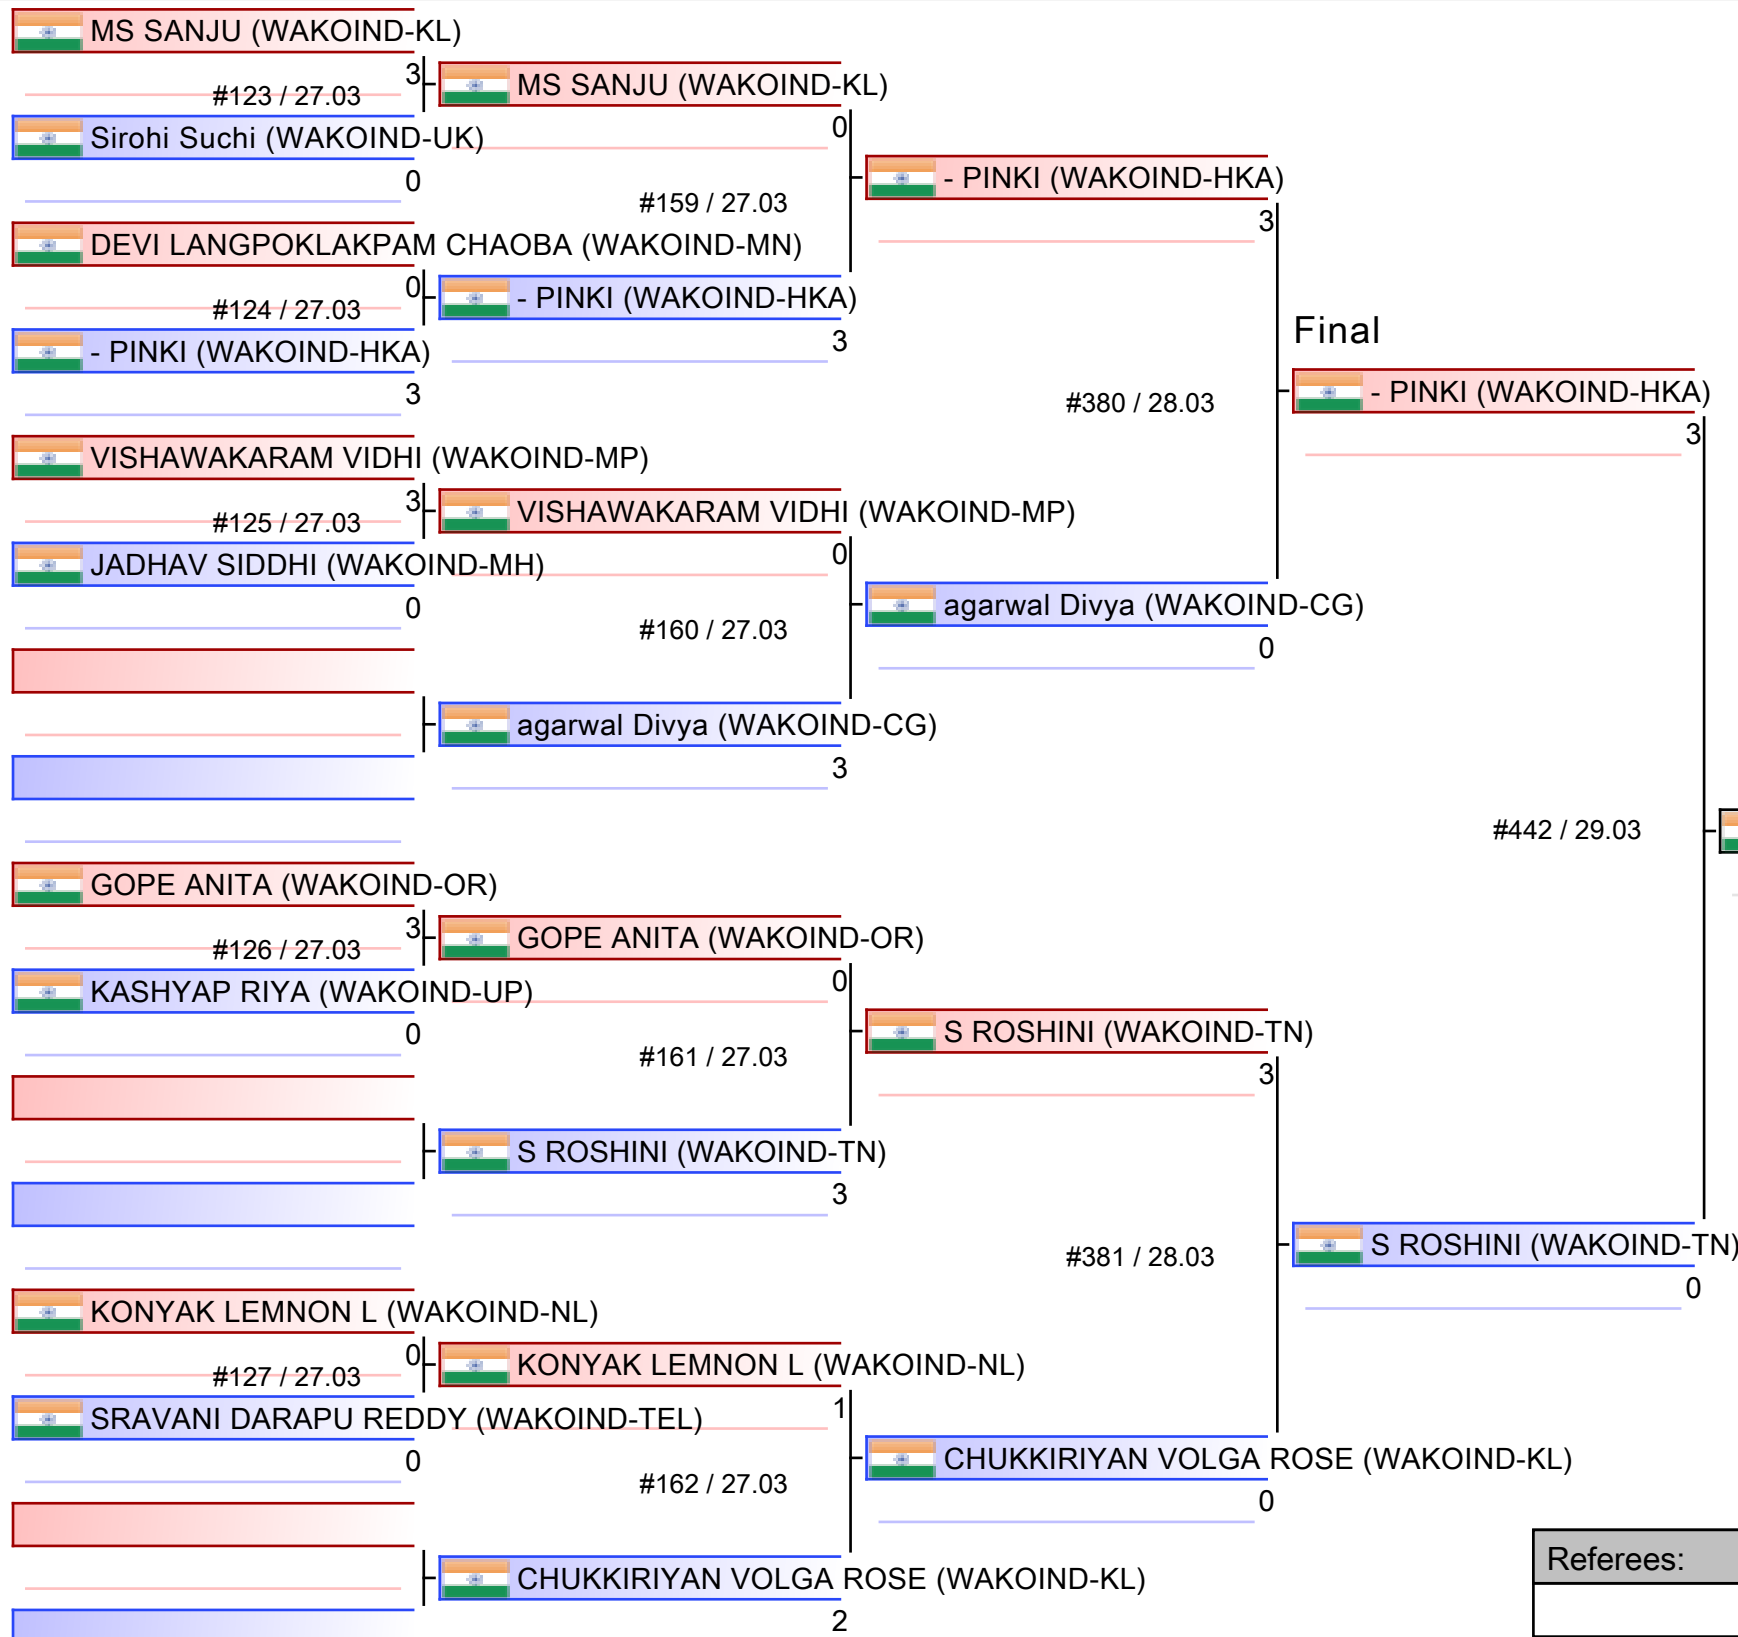 MS SANJU (WAKOIND-KL)
3
#123 / 27.03
Sirohi Suchi (WAKOIND-UK)
0
DEVI LANGPOKLAKPAM CHAOBA (WAKOIND-MN)
0
#124 / 27.03
- PINKI (WAKOIND-HKA)
3
VISHAWAKARAM VIDHI (WAKOIND-MP)
3
#125 / 27.03
JADHAV SIDDHI (WAKOIND-MH)
0
GOPE ANITA (WAKOIND-OR)
3
#126 / 27.03
KASHYAP RIYA (WAKOIND-UP)
0
KONYAK LEMNON L (WAKOIND-NL)
0
#127 / 27.03
SRAVANI DARAPU REDDY (WAKOIND-TEL)
0
MS SANJU (WAKOIND-KL)
0
#159 / 27.03
- PINKI (WAKOIND-HKA)
3
VISHAWAKARAM VIDHI (WAKOIND-MP)
0
#160 / 27.03
agarwal Divya (WAKOIND-CG)
3
GOPE ANITA (WAKOIND-OR)
0
#161 / 27.03
S ROSHINI (WAKOIND-TN)
3
KONYAK LEMNON L (WAKOIND-NL)
1
#162 / 27.03
CHUKKIRIYAN VOLGA ROSE (WAKOIND-KL)
2
- PINKI (WAKOIND-HKA)
3
#380 / 28.03
agarwal Divya (WAKOIND-CG)
0
S ROSHINI (WAKOIND-TN)
3
#381 / 28.03
CHUKKIRIYAN VOLGA ROSE (WAKOIND-KL)
0
Final
- PINKI (WAKOIND-HKA)
3
#442 / 29.03
S ROSHINI (WAKOIND-TN)
0
Referees: